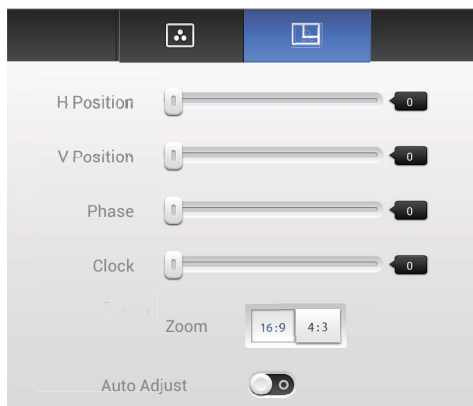 H Position 0
V Position 0
Phase 0
Clock 0
Zoom 16:9 4:3
Auto Adjust